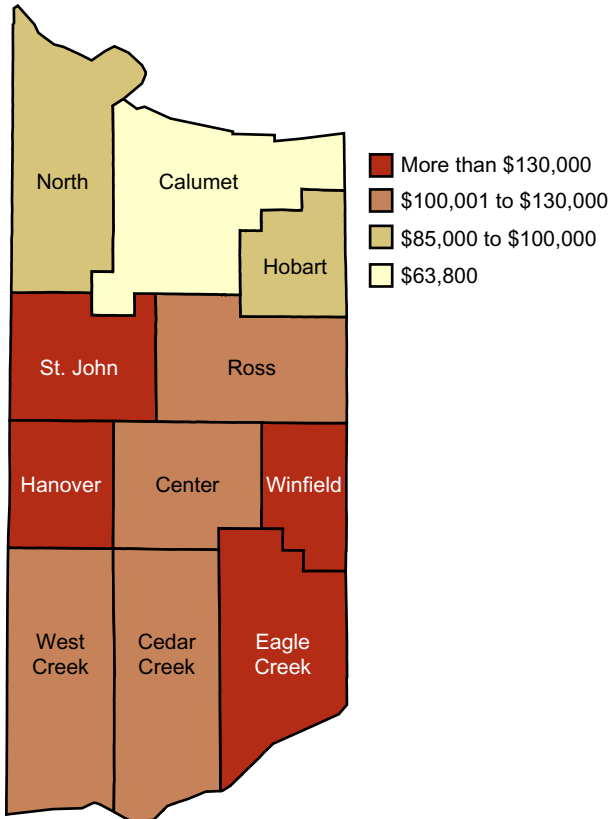 North
Calumet
Hobart
St. John
Ross
Hanover
Center
Winfield
West
Creek
Cedar
Creek
Eagle
Creek
More than $130,000
$100,001 to $130,000
$85,000 to $100,000
$63,800